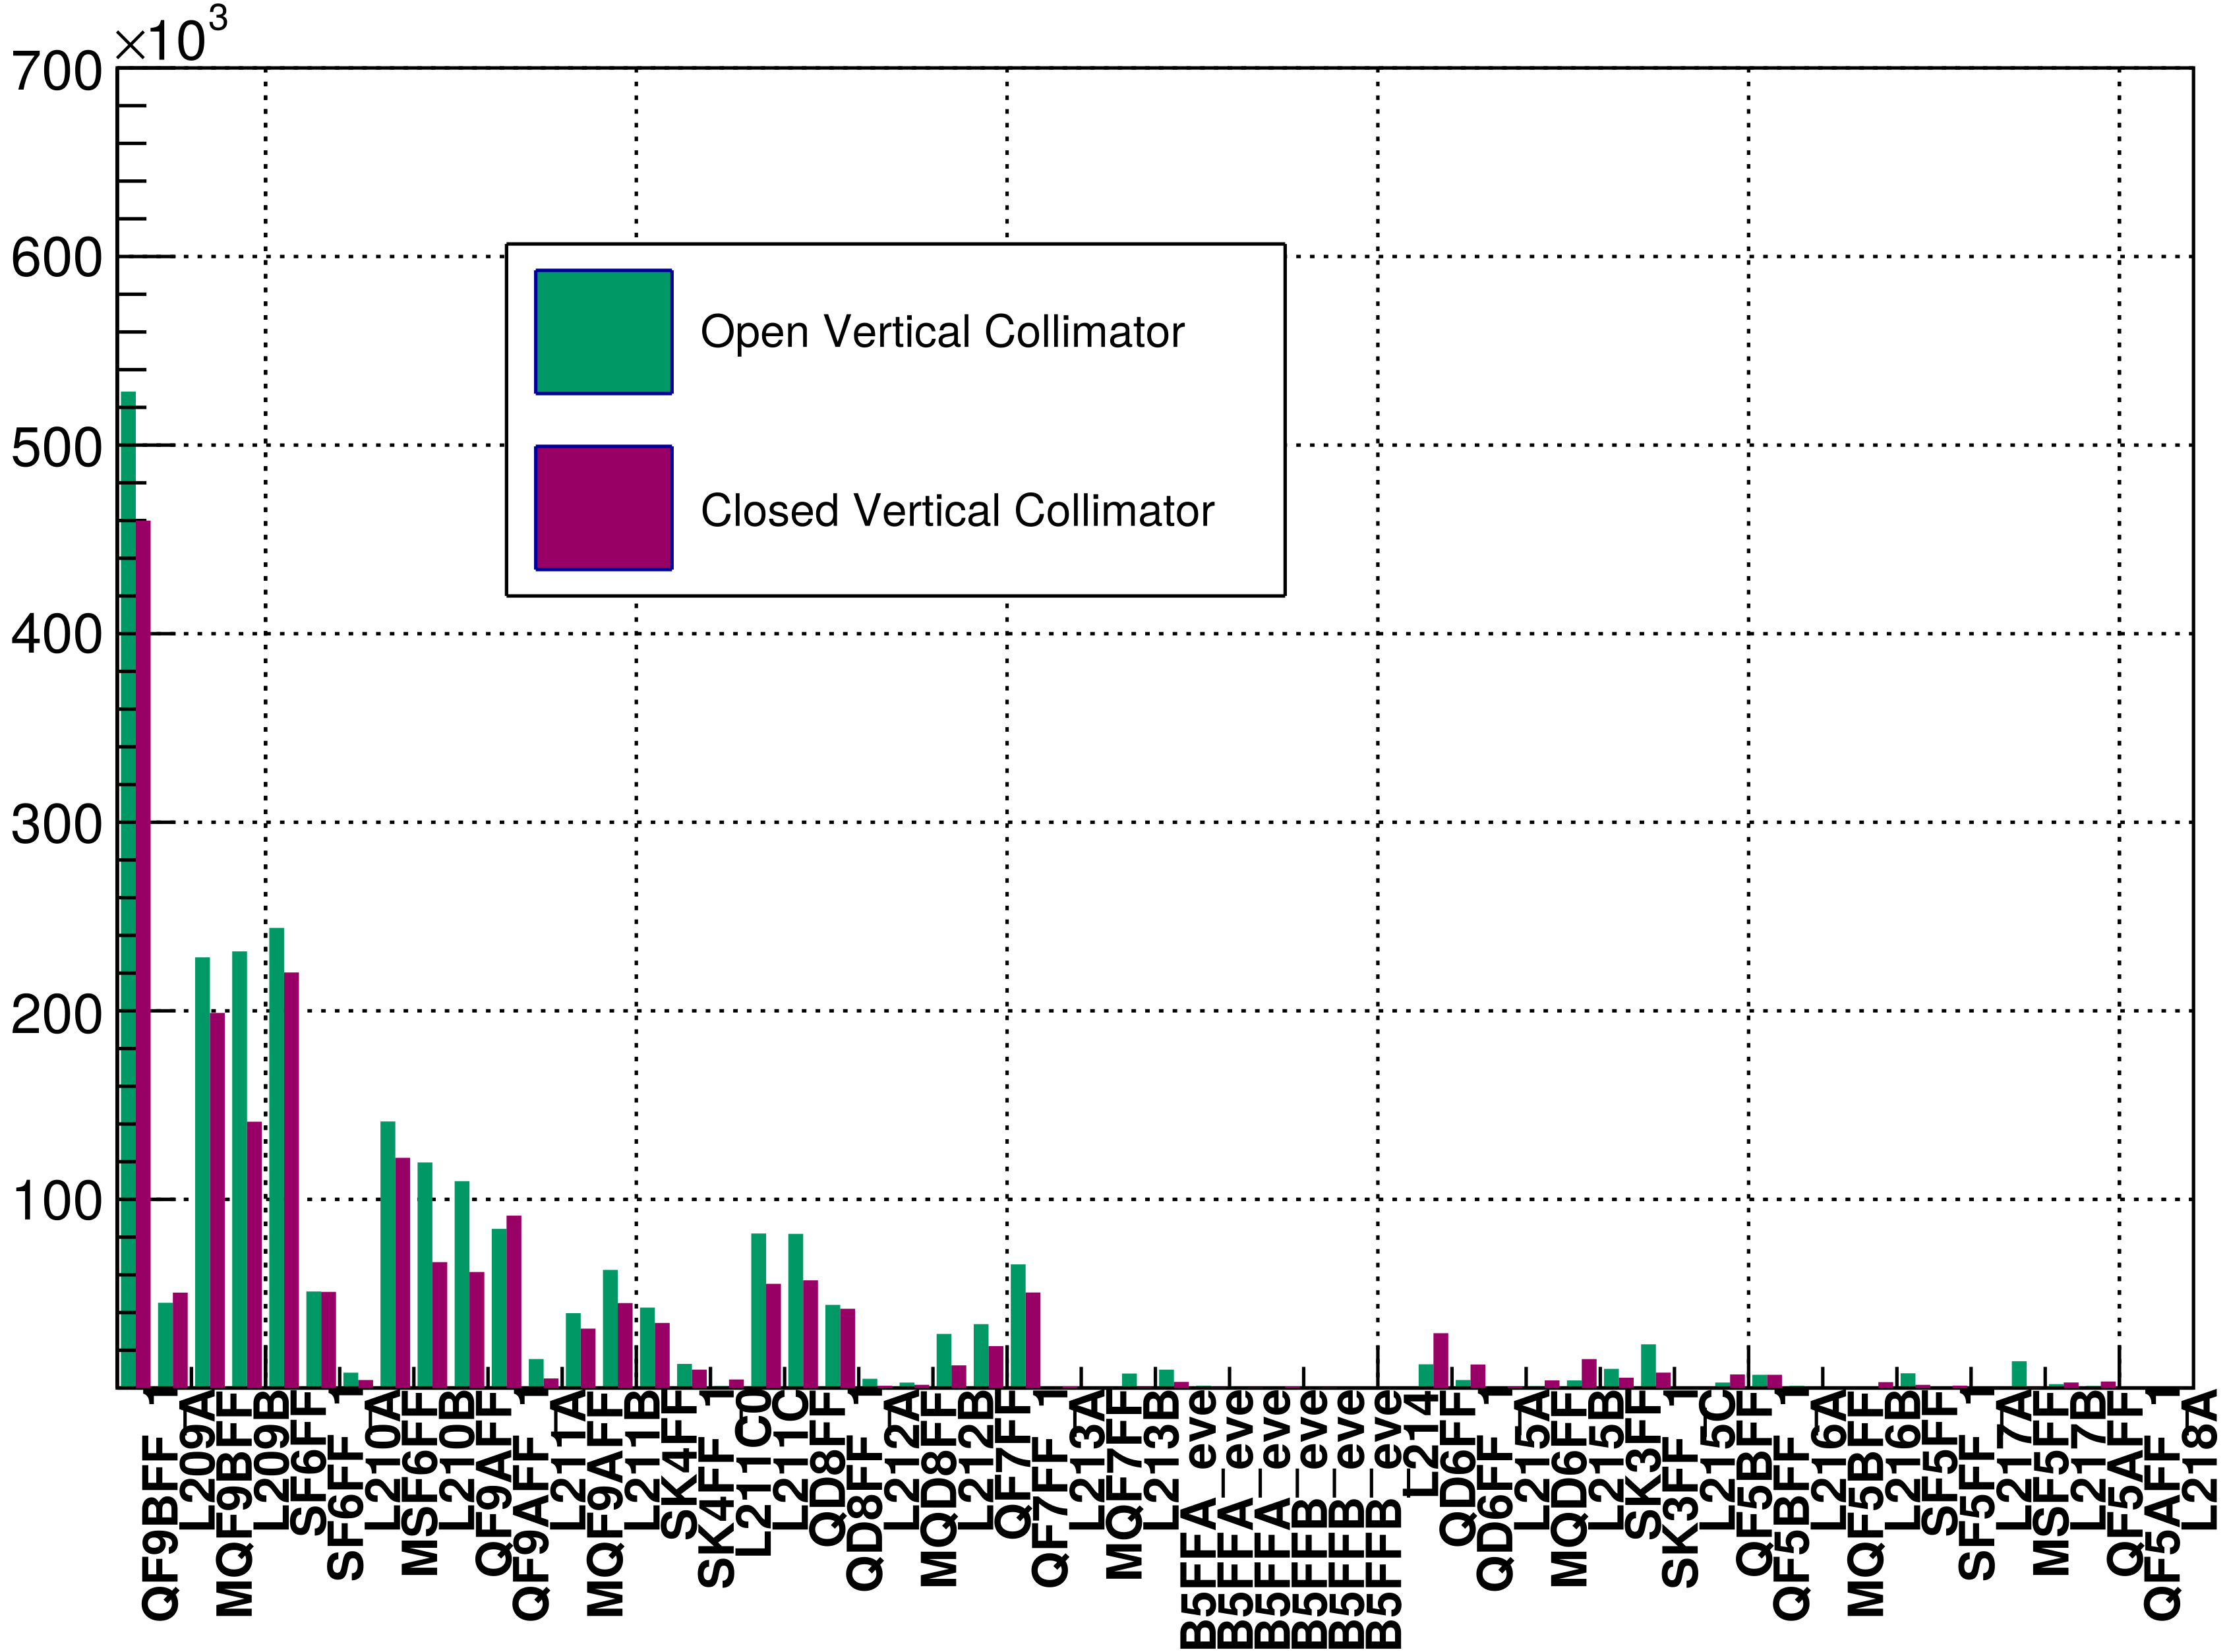 ×10³
700
600
500
400
300
200
100
Open Vertical Collimator
Closed Vertical Collimator
QF9BFF_1
L209A
MQF9BFF
L209B
SF6FF
SF6FF_1
L210A
MSF6FF
L210B
QF9AFF
QF9AFF_1
L211A
MQF9AFF
L211B
SK4FF
SK4FF_1
L211C0
L211C
QD8FF
QD8FF_1
L212A
MQD8FF
L212B
QF7FF
QF7FF_1
L213A
MQF7FF
L213B
B5FFA_eve
B5FFA_eve
B5FFA_eve
B5FFB_eve
B5FFB_eve
B5FFB_eve
L214
QD6FF
QD6FF_1
L215A
MQD6FF
L215B
SK3FF
SK3FF_1
L215C
QF5BFF
QF5BFF_1
L216A
MQF5BFF
L216B
SF5FF
SF5FF_1
L217A
MSF5FF
L217B
QF5AFF
QF5AFF_1
L218A